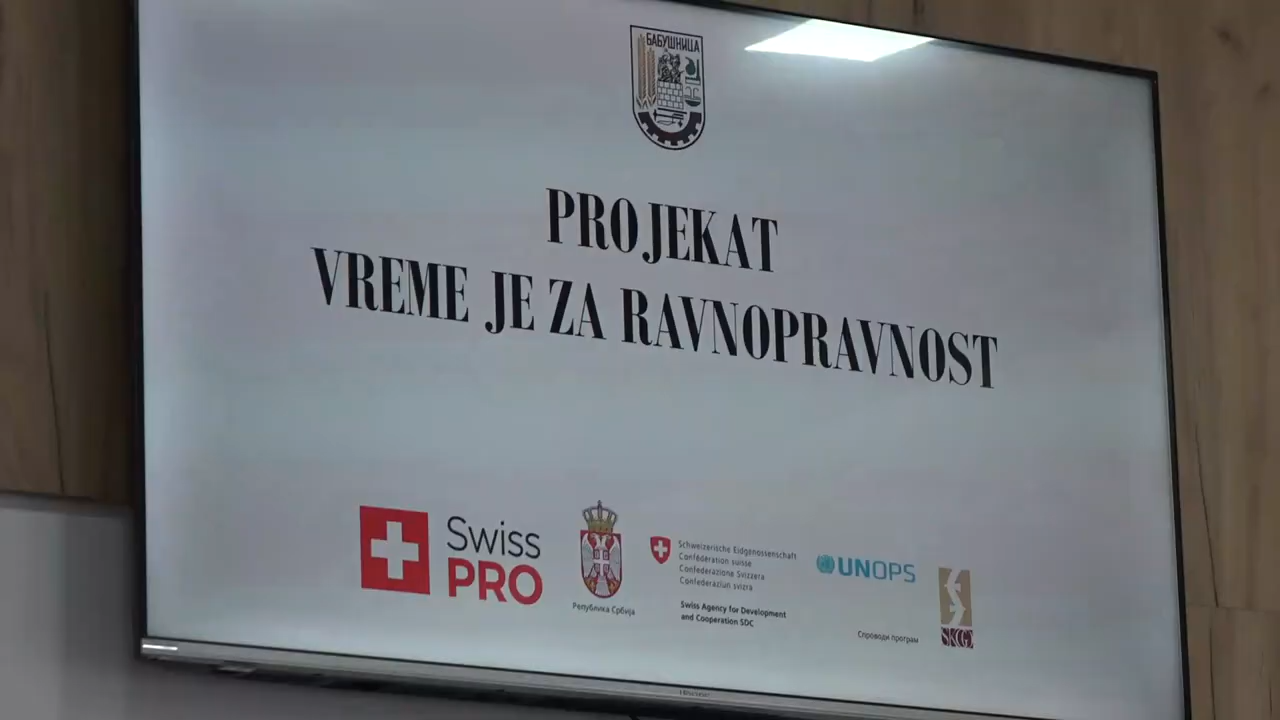 БАБУШНИЦА
PROJEKAT
VREME JE ZA RAVNOPRAVNOST
Swiss
PRO
Република Србија
Schweizerische Eidgenossenschaft
Confédération suisse
Confederazione Svizzera
Confederaziun svizra
Swiss Agency for Development
and Cooperation SDC
UNOPS
Спроводи програм
SKGO